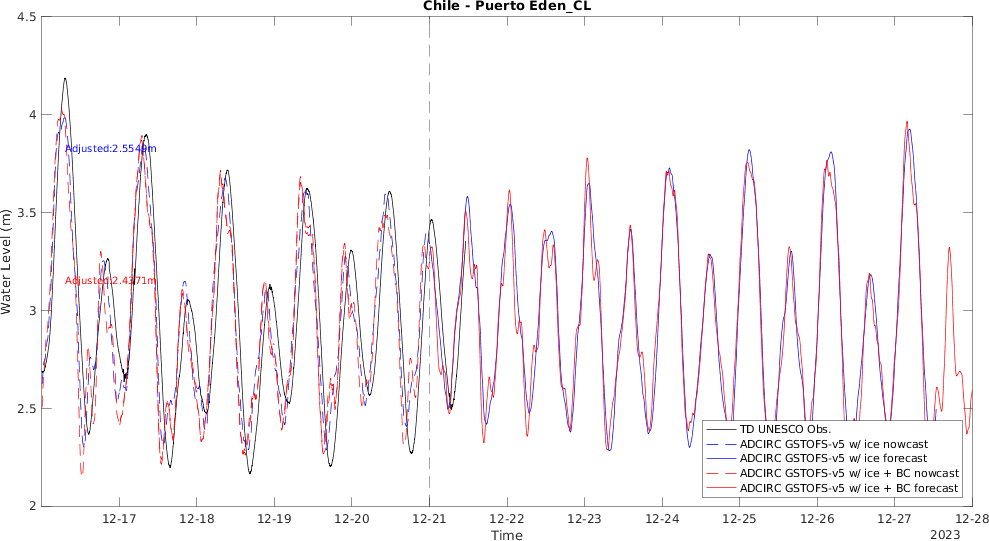 Chile - Puerto Eden_CL
4.5
4
3.5
3
2.5
2
Water Level (m)
Adjusted:2.5549m
Adjusted:2.4371m
TD UNESCO Obs.
ADCIRC GSTOFS-v5 w/ ice nowcast
ADCIRC GSTOFS-v5 w/ ice forecast
ADCIRC GSTOFS-v5 w/ ice + BC nowcast
ADCIRC GSTOFS-v5 w/ ice + BC forecast
12-17 12-18 12-19 12-20 12-21 12-22 12-23 12-24 12-25 12-26 12-27 12-28
Time
2023